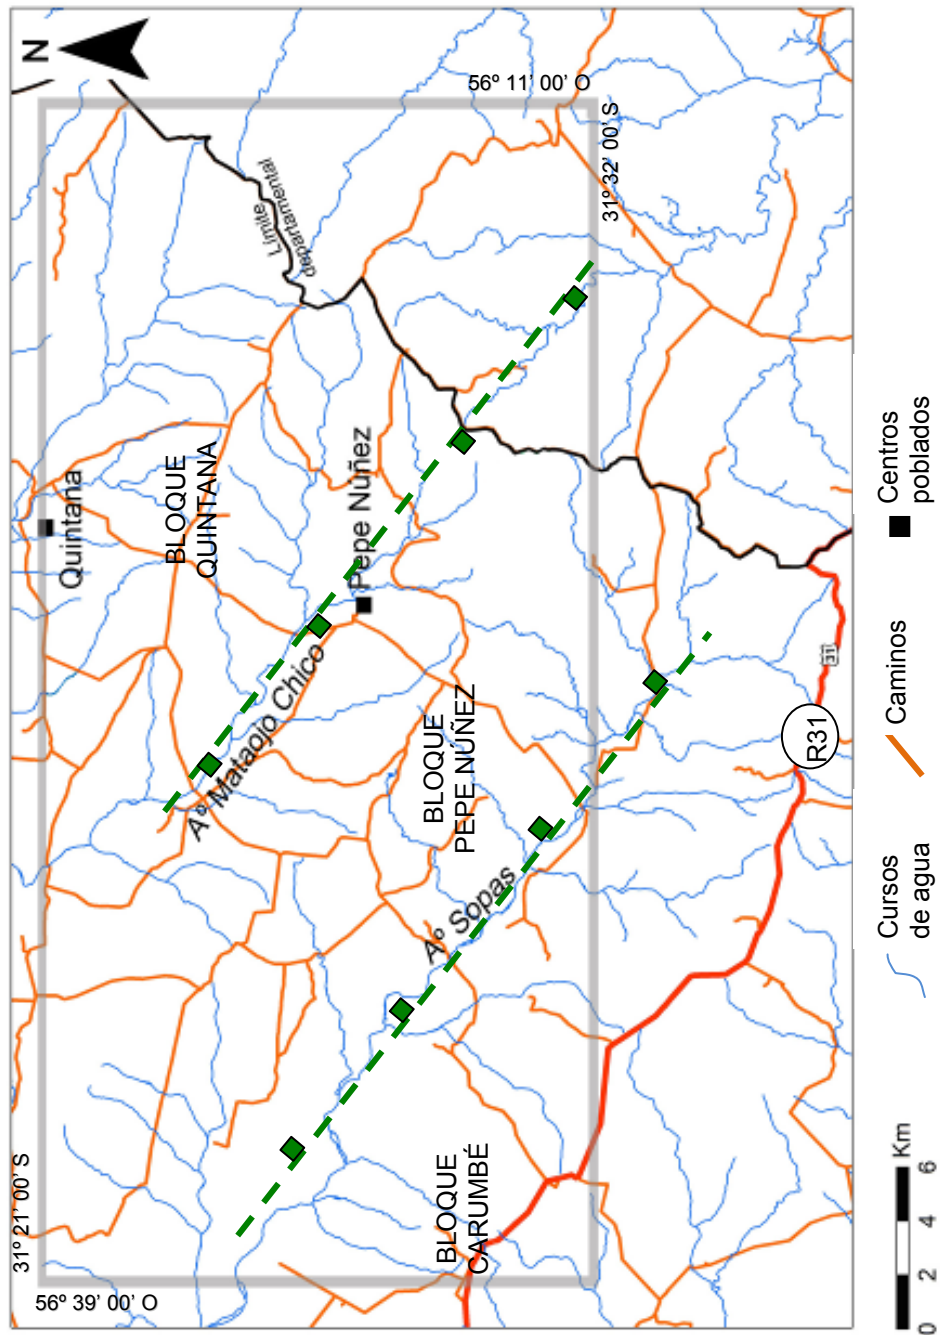 N
56º 11' 00' O
31º 32' 00' S
Límite
departamental
Quintana
BLOQUE
QUINTANA
Pepe Núñez
Aº Mataojo Chico
BLOQUE
PEPE NUÑEZ
Aº Sopas
BLOQUE
CARUMBÉ
31
R31
31º 21' 00' S
56º 39' 00' O
0 2 4 6 Km
Cursos
de agua
Caminos
Centros
poblados